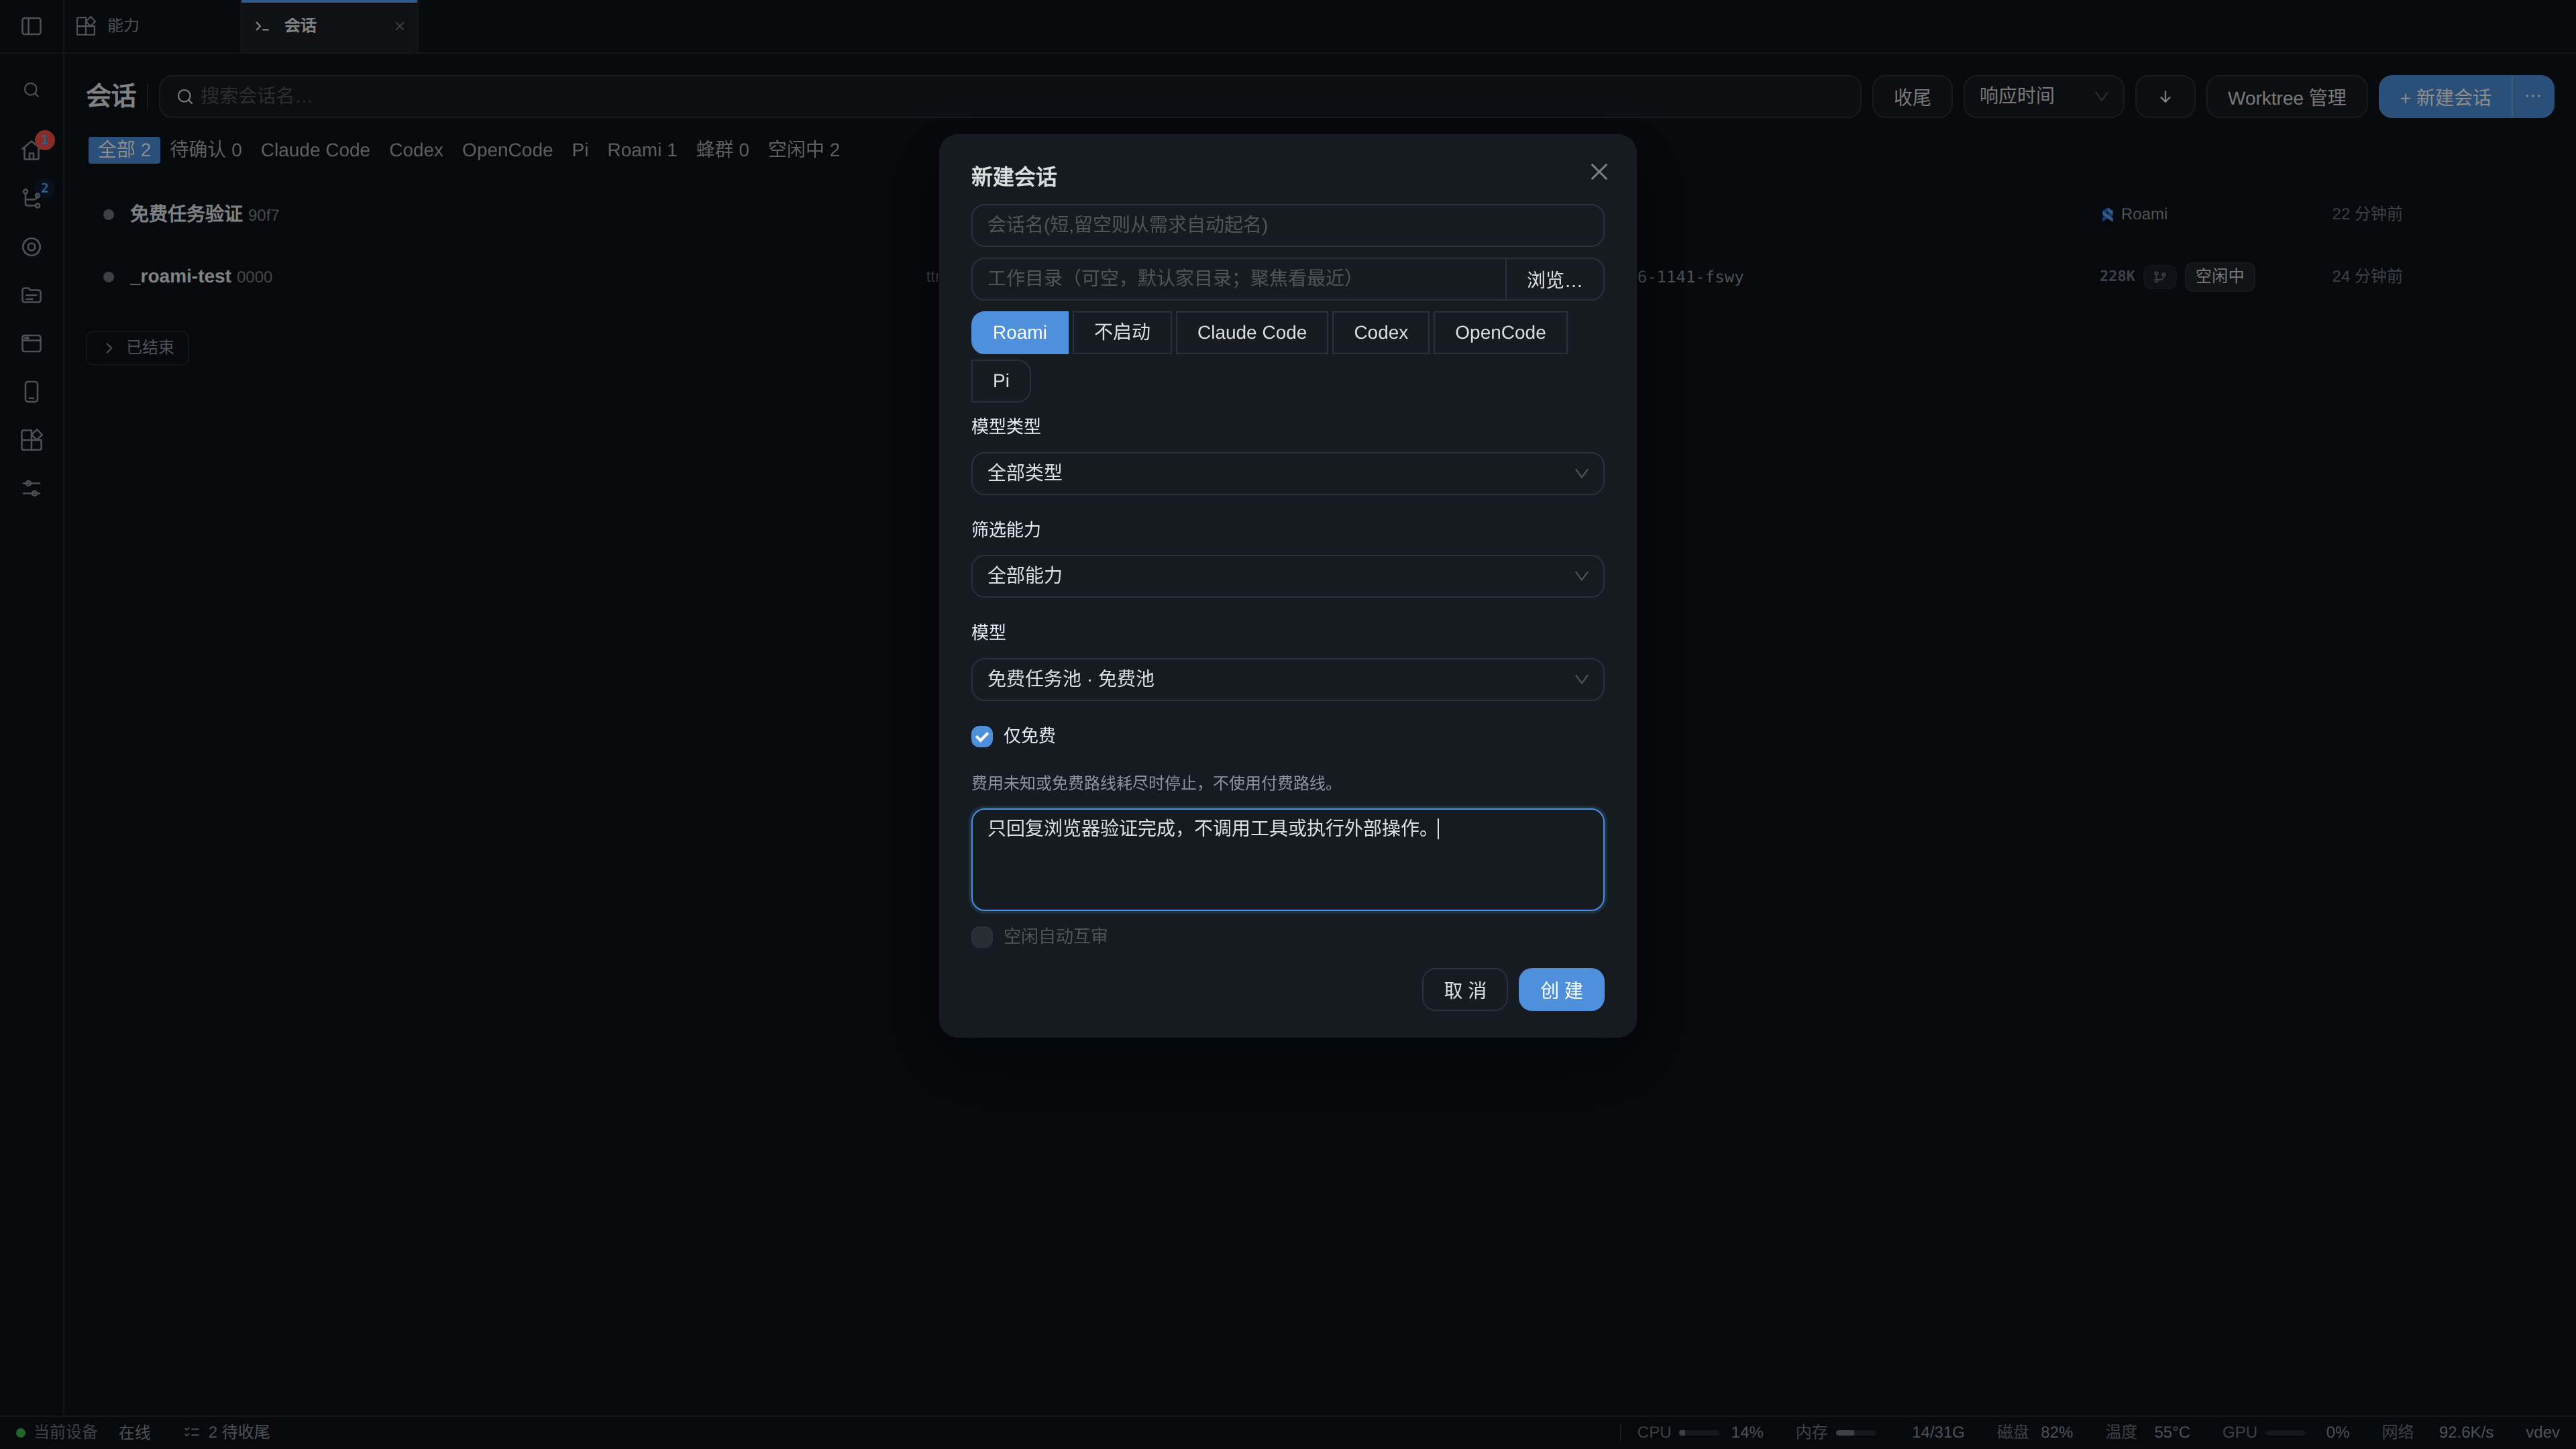 能力
会话
会话
搜索会话名…
收尾
响应时间
Worktree 管理
+ 新建会话
1
2
全部 2
待确认 0
Claude Code
Codex
OpenCode
Pi
Roami 1
蜂群 0
空闲中 2
免费任务验证 90f7
Roami
22 分钟前
_roami-test 0000
6-1141-fswy
228K
空闲中
24 分钟前
已结束
新建会话
会话名(短,留空则从需求自动起名)
工作目录（可空，默认家目录；聚焦看最近）
浏览…
Roami
不启动
Claude Code
Codex
OpenCode
Pi
模型类型
全部类型
筛选能力
全部能力
模型
免费任务池 · 免费池
仅免费
费用未知或免费路线耗尽时停止，不使用付费路线。
只回复浏览器验证完成，不调用工具或执行外部操作。
空闲自动互审
取 消
创 建
当前设备
在线
2 待收尾
CPU
14%
内存
14/31G
磁盘
82%
温度
55°C
GPU
0%
网络
92.6K/s
vdev